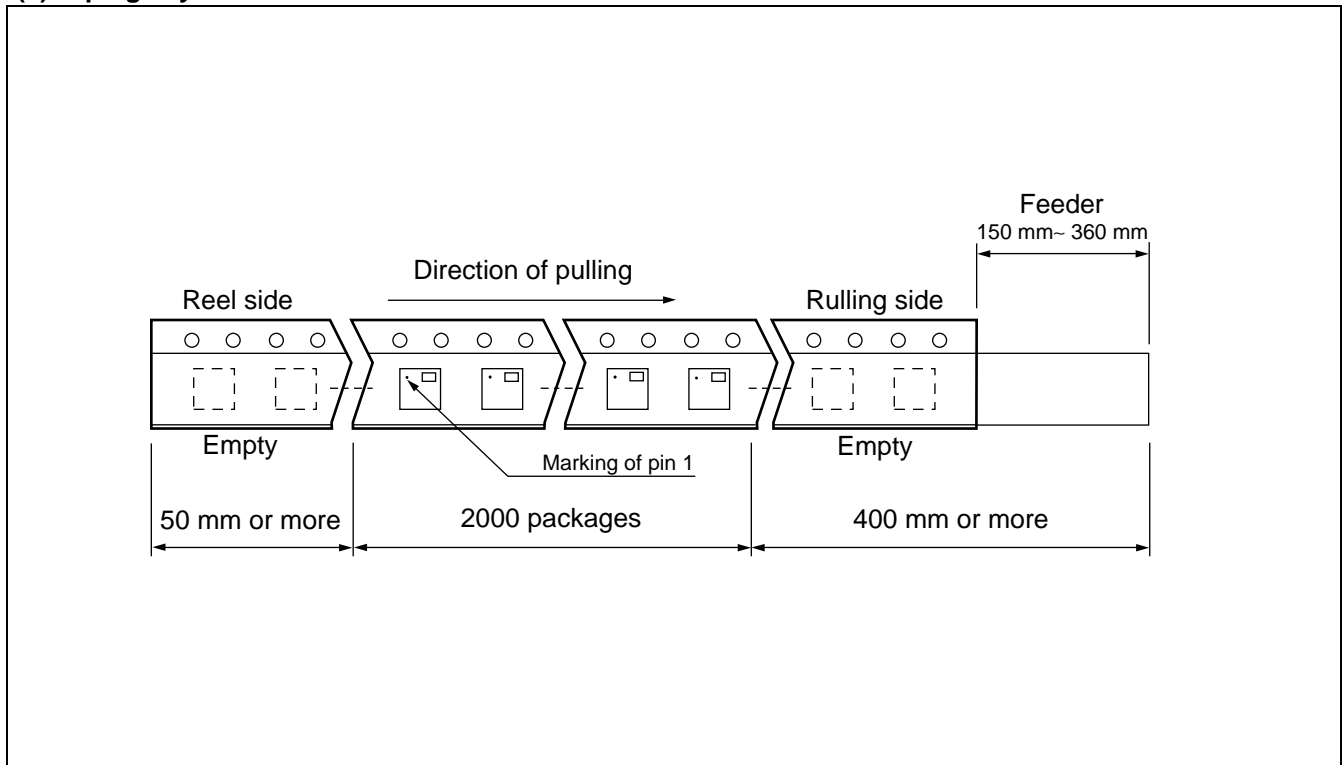 Feeder
150 mm~ 360 mm
Direction of pulling
Reel side
Rulling side
Empty
Empty
Marking of pin 1
50 mm or more
2000 packages
400 mm or more